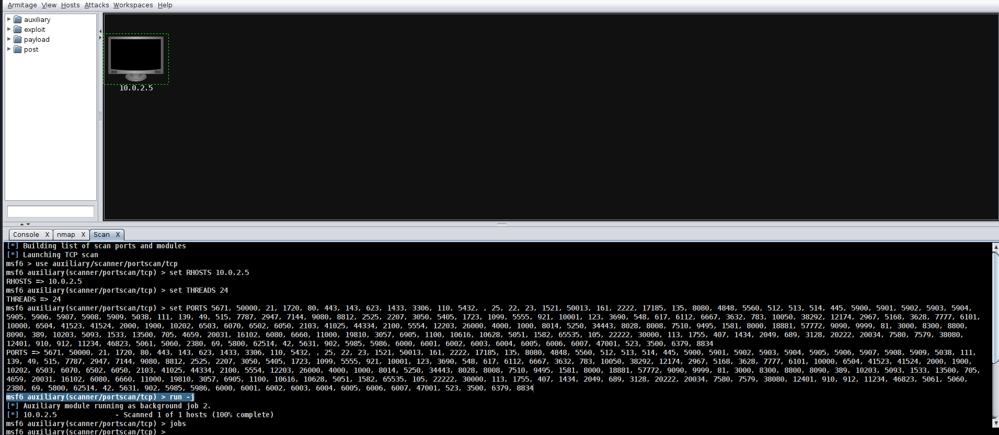 Armitage View Hosts Attacks Workspaces Help
auxiliary
exploit
payload
post
10.0.2.5
Console X nmap X Scan X
[*] Building list of scan ports and modules
[*] Launching TCP scan
msf6 > use auxiliary/scanner/portscan/tcp
msf6 auxiliary(scanner/portscan/tcp) > set RHOSTS 10.0.2.5
RHOSTS => 10.0.2.5
msf6 auxiliary(scanner/portscan/tcp) > set THREADS 24
THREADS => 24
msf6 auxiliary(scanner/portscan/tcp) > set PORTS 5671, 50000, 21, 1720, 80, 443, 143, 623, 1433, 3306, 110, 5432, , 25, 22, 23, 1521, 50013, 161, 2222, 17185, 135, 8080, 4848, 5560, 512, 513, 514, 445, 5900, 5901, 5902, 5903, 5904,
5905, 5906, 5907, 5908, 5909, 5038, 111, 139, 49, 515, 7787, 2947, 7144, 9080, 8812, 2525, 2207, 3050, 5405, 1723, 1099, 5555, 921, 10001, 123, 3690, 548, 617, 6112, 6667, 3632, 783, 10050, 38292, 12174, 2967, 5168, 3628, 7777, 6101,
10000, 6504, 41523, 41524, 2000, 1900, 10202, 6503, 6070, 6502, 6050, 2103, 41025, 44334, 2100, 5554, 12203, 26000, 4000, 1000, 8014, 5250, 34443, 8028, 8008, 7510, 9495, 1581, 8000, 18881, 57772, 9090, 9999, 81, 3000, 8300, 8800,
8090, 389, 10203, 5093, 1533, 13500, 705, 4659, 20031, 16102, 6080, 6660, 11000, 19810, 3057, 6905, 1100, 10616, 10628, 5051, 1582, 65535, 105, 22222, 30000, 113, 1755, 407, 1434, 2049, 689, 3128, 20222, 20034, 7580, 7579, 38080,
12401, 910, 912, 11234, 46823, 5061, 5060, 2380, 69, 5800, 62514, 42, 5631, 902, 5985, 5986, 6000, 6001, 6002, 6003, 6004, 6005, 6006, 6007, 47001, 523, 3500, 6379, 8834
PORTS => 5671, 50000, 21, 1720, 80, 443, 143, 623, 1433, 3306, 110, 5432, , 25, 22, 23, 1521, 50013, 161, 2222, 17185, 135, 8080, 4848, 5560, 512, 513, 514, 445, 5900, 5901, 5902, 5903, 5904, 5905, 5906, 5907, 5908, 5909, 5038, 111,
139, 49, 515, 7787, 2947, 7144, 9080, 8812, 2525, 2207, 3050, 5405, 1723, 1099, 5555, 921, 10001, 123, 3690, 548, 617, 6112, 6667, 3632, 783, 10050, 38292, 12174, 2967, 5168, 3628, 7777, 6101, 10000, 6504, 41523, 41524, 2000, 1900,
10202, 6503, 6070, 6502, 6050, 2103, 41025, 44334, 2100, 5554, 12203, 26000, 4000, 1000, 8014, 5250, 34443, 8028, 8008, 7510, 9495, 1581, 8000, 18881, 57772, 9090, 9999, 81, 3000, 8300, 8800, 8090, 389, 10203, 5093, 1533, 13500, 705,
4659, 20031, 16102, 6080, 6660, 11000, 19810, 3057, 6905, 1100, 10616, 10628, 5051, 1582, 65535, 105, 22222, 30000, 113, 1755, 407, 1434, 2049, 689, 3128, 20222, 20034, 7580, 7579, 38080, 12401, 910, 912, 11234, 46823, 5061, 5060,
2380, 69, 5800, 62514, 42, 5631, 902, 5985, 5986, 6000, 6001, 6002, 6003, 6004, 6005, 6006, 6007, 47001, 523, 3500, 6379, 8834
msf6 auxiliary(scanner/portscan/tcp) > run -j
[*] Auxiliary module running as background job 2.
[*] 10.0.2.5 - Scanned 1 of 1 hosts (100% complete)
msf6 auxiliary(scanner/portscan/tcp) > jobs
msf6 auxiliary(scanner/portscan/tcp) >